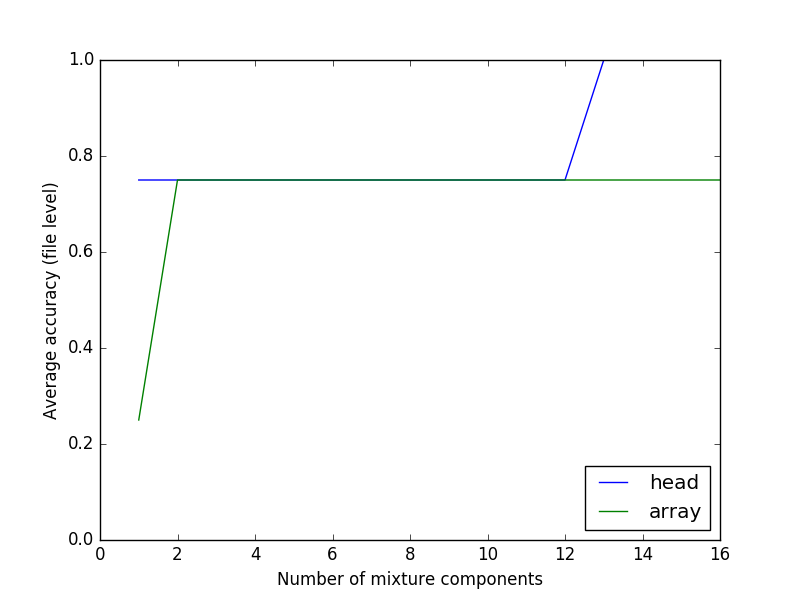 1.0
0.8
0.6
0.4
0.2
0.0
Average accuracy (file level)
0 2 4 6 8 10 12 14 16
Number of mixture components
head
array